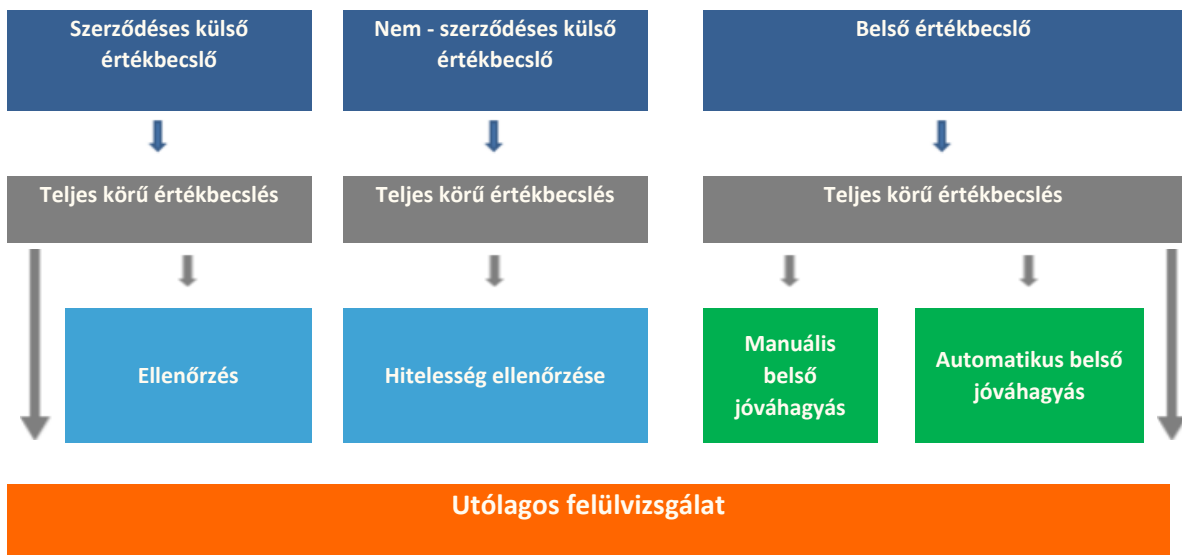 Szerződéses külső
értékbecslő
Nem - szerződéses külső
értékbecslő
Belső értékbecslő
Teljes körű értékbecslés
Teljes körű értékbecslés
Teljes körű értékbecslés
Ellenőrzés
Hitelesség ellenőrzése
Manuális
belső
jóváhagyás
Automatikus belső
jóváhagyás
Utólagos felülvizsgálat